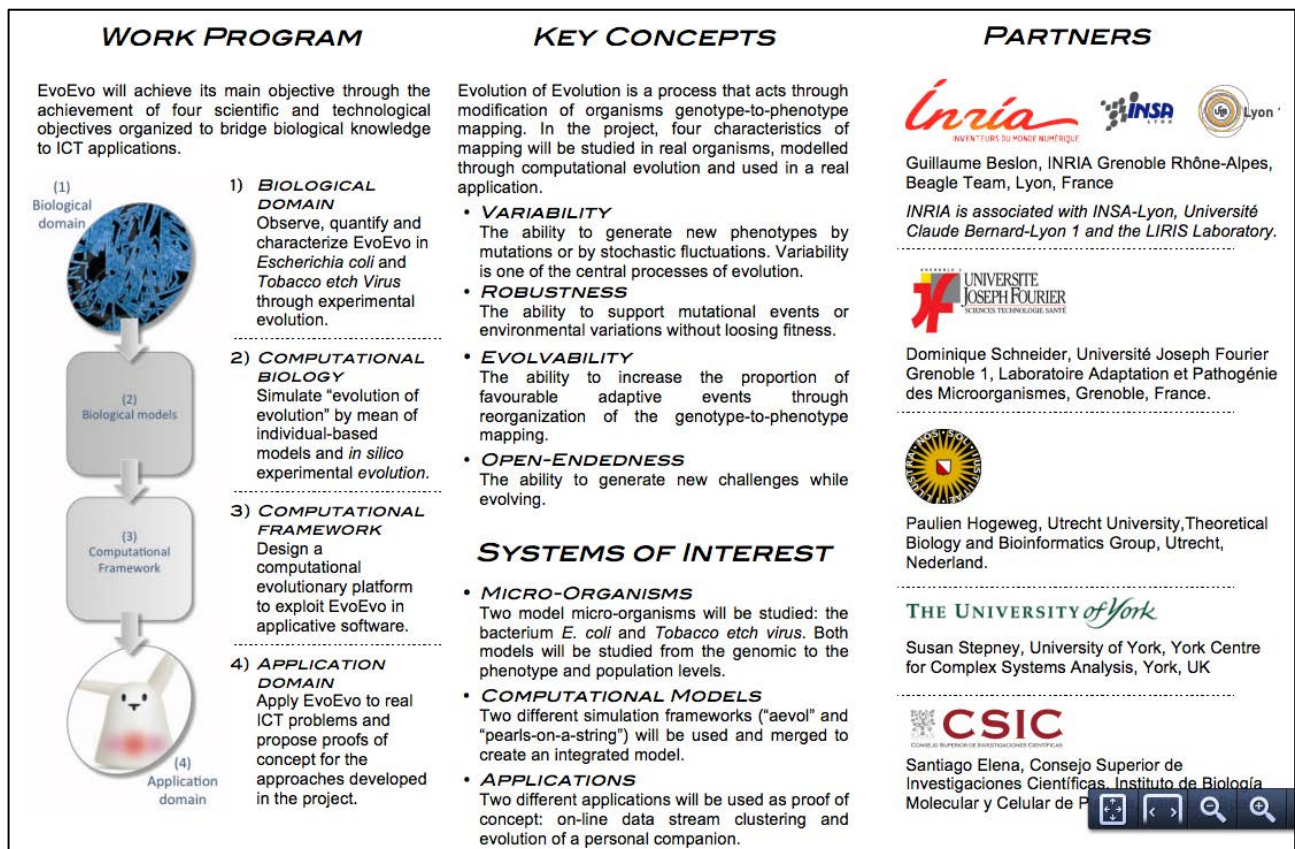 WORK PROGRAM
EvoEvo will achieve its main objective through the
achievement of four scientific and technological
objectives organized to bridge biological knowledge
to ICT applications.
(1)
Biological
domain
(2)
Biological models
(3)
Computational
Framework
(4)
Application
domain
1) BIOLOGICAL
DOMAIN
Observe, quantify and
characterize EvoEvo in
Escherichia coli and
Tobacco etch Virus
through experimental
evolution.
2) COMPUTATIONAL
BIOLOGY
Simulate “evolution of
evolution” by mean of
individual-based
models and in silico
experimental evolution.
3) COMPUTATIONAL
FRAMEWORK
Design a
computational
evolutionary platform
to exploit EvoEvo in
applicative software.
4) APPLICATION
DOMAIN
Apply EvoEvo to real
ICT problems and
propose proofs of
concept for the
approaches developed
in the project.
KEY CONCEPTS
Evolution of Evolution is a process that acts through
modification of organisms genotype-to-phenotype
mapping. In the project, four characteristics of
mapping will be studied in real organisms, modelled
through computational evolution and used in a real
application.
• VARIABILITY
The ability to generate new phenotypes by
mutations or by stochastic fluctuations. Variability
is one of the central processes of evolution.
• ROBUSTNESS
The ability to support mutational events or
environmental variations without loosing fitness.
• EVOLVABILITY
The ability to increase the proportion of
favourable adaptive events through
reorganization of the genotype-to-phenotype
mapping.
• OPEN-ENDEDNESS
The ability to generate new challenges while
evolving.
SYSTEMS OF INTEREST
• MICRO-ORGANISMS
Two model micro-organisms will be studied: the
bacterium E. coli and Tobacco etch virus. Both
models will be studied from the genomic to the
phenotype and population levels.
• COMPUTATIONAL MODELS
Two different simulation frameworks (“aevol” and
“pearls-on-a-string”) will be used and merged to
create an integrated model.
• APPLICATIONS
Two different applications will be used as proof of
concept: on-line data stream clustering and
evolution of a personal companion.
PARTNERS
Inria
INVENTEURS DU MONDE NUMÉRIQUE
INSA
LYON
Lyon 1
Guillaume Beslon, INRIA Grenoble Rhône-Alpes,
Beagle Team, Lyon, France
INRIA is associated with INSA-Lyon, Université
Claude Bernard-Lyon 1 and the LIRIS Laboratory.
GRENOBLE 1
UNIVERSITE
JOSEPH FOURIER
SCIENCES TECHNOLOGIE SANTÉ
Dominique Schneider, Université Joseph Fourier
Grenoble 1, Laboratoire Adaptation et Pathogénie
des Microorganismes, Grenoble, France.
Paulien Hogeweg, Utrecht University,Theoretical
Biology and Bioinformatics Group, Utrecht,
Nederland.
THE UNIVERSITY of York
Susan Stepney, University of York, York Centre
for Complex Systems Analysis, York, UK
CSIC
CONSEJO SUPERIOR DE INVESTIGACIONES CIENTÍFICAS
Santiago Elena, Consejo Superior de
Investigaciones Científicas, Instituto de Biología
Molecular y Celular de